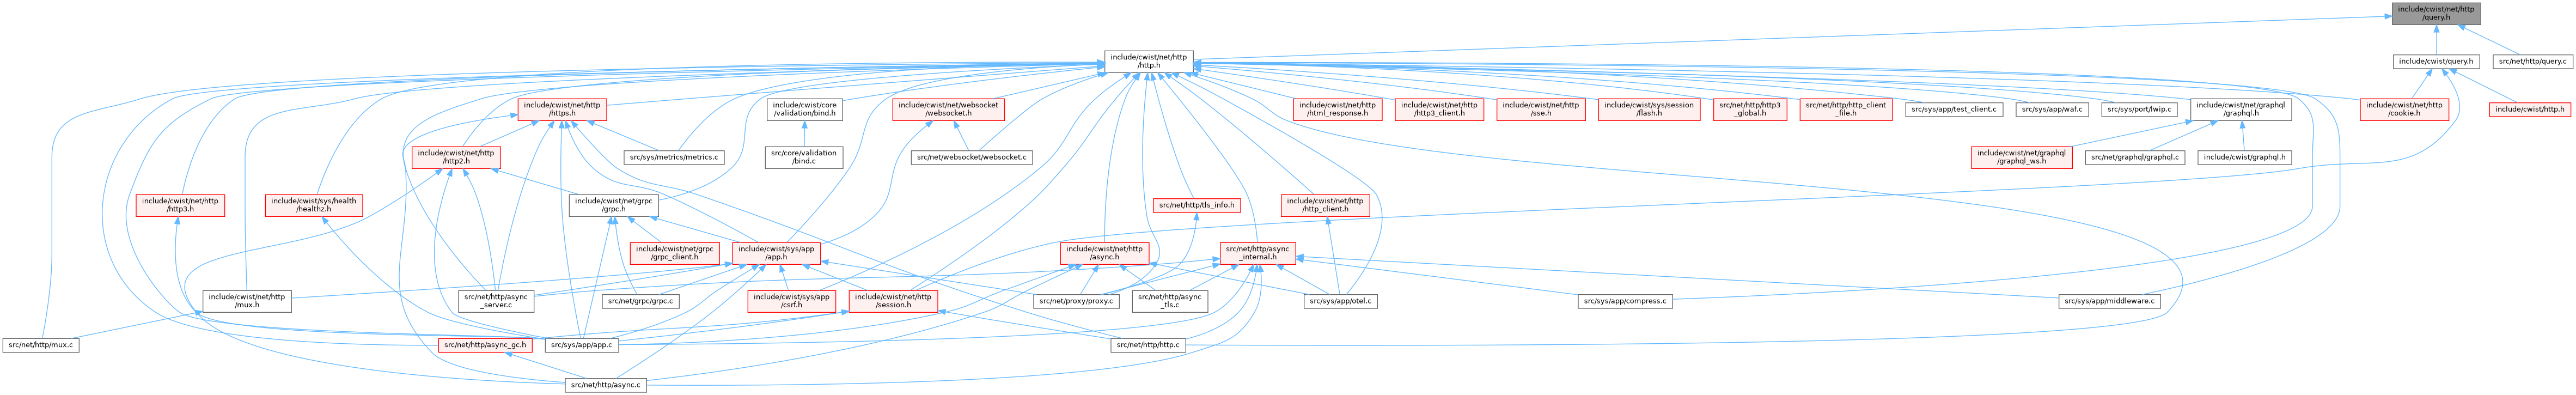 include/cwist/net/http
/query.h
include/cwist/net/http
/http.h
include/cwist/query.h
src/net/http/query.c
include/cwist/net/http
/https.h
include/cwist/core
/validation/bind.h
include/cwist/net/websocket
/websocket.h
include/cwist/net/http
/html_response.h
include/cwist/net/http
/http3_client.h
include/cwist/net/http
/sse.h
include/cwist/sys/session
/flash.h
src/net/http/http3
_global.h
src/net/http/http_client
_file.h
src/sys/app/test_client.c
src/sys/app/waf.c
src/sys/port/lwip.c
include/cwist/net/graphql
/graphql.h
include/cwist/net/http
/cookie.h
include/cwist/http.h
include/cwist/net/http
/http2.h
src/sys/metrics/metrics.c
src/core/validation
/bind.c
src/net/websocket/websocket.c
include/cwist/net/graphql
/graphql_ws.h
src/net/graphql/graphql.c
include/cwist/graphql.h
include/cwist/net/http
/http3.h
include/cwist/sys/health
/healthz.h
include/cwist/net/grpc
/grpc.h
src/net/http/tls_info.h
include/cwist/net/http
/http_client.h
include/cwist/net/grpc
/grpc_client.h
include/cwist/sys/app
/app.h
include/cwist/net/http
/async.h
src/net/http/async
_internal.h
include/cwist/net/http
/mux.h
src/net/http/async
_server.c
src/net/grpc/grpc.c
include/cwist/sys/app
/csrf.h
include/cwist/net/http
/session.h
src/net/proxy/proxy.c
src/net/http/async
_tls.c
src/sys/app/otel.c
src/sys/app/compress.c
src/sys/app/middleware.c
src/net/http/mux.c
src/net/http/async_gc.h
src/sys/app/app.c
src/net/http/http.c
src/net/http/async.c